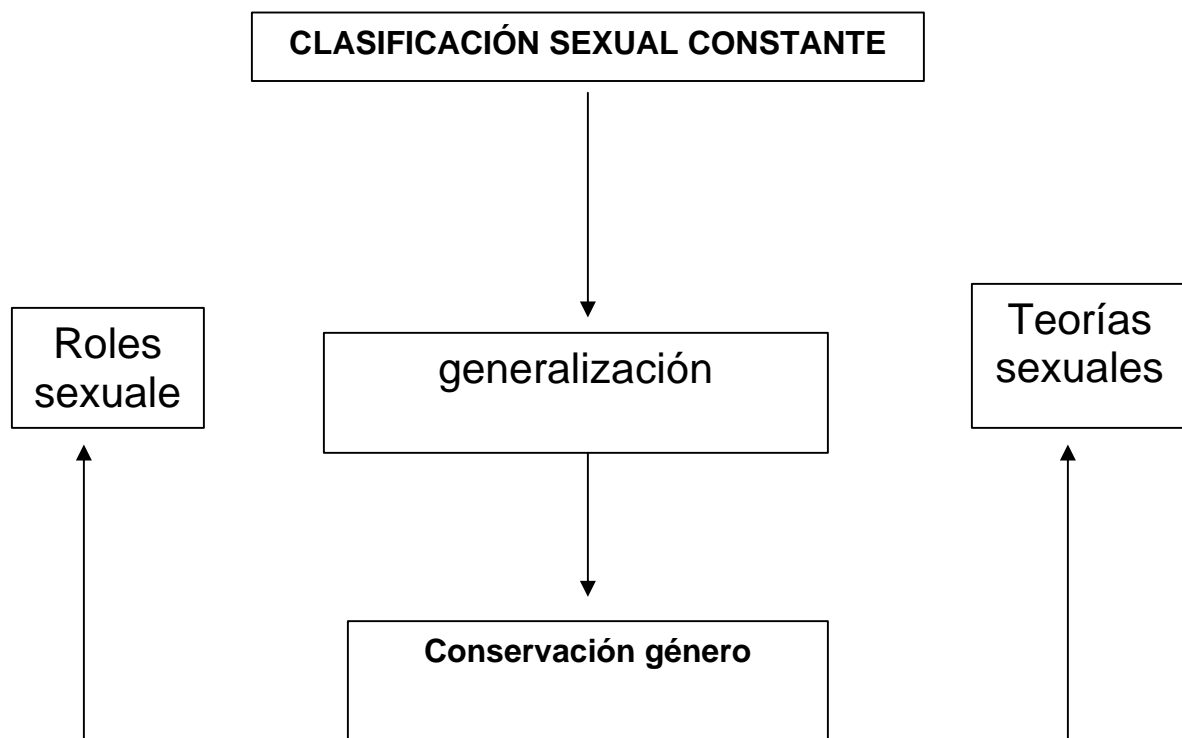 CLASIFICACIÓN SEXUAL CONSTANTE
Roles
sexuale
generalización
Teorías
sexuales
Conservación género